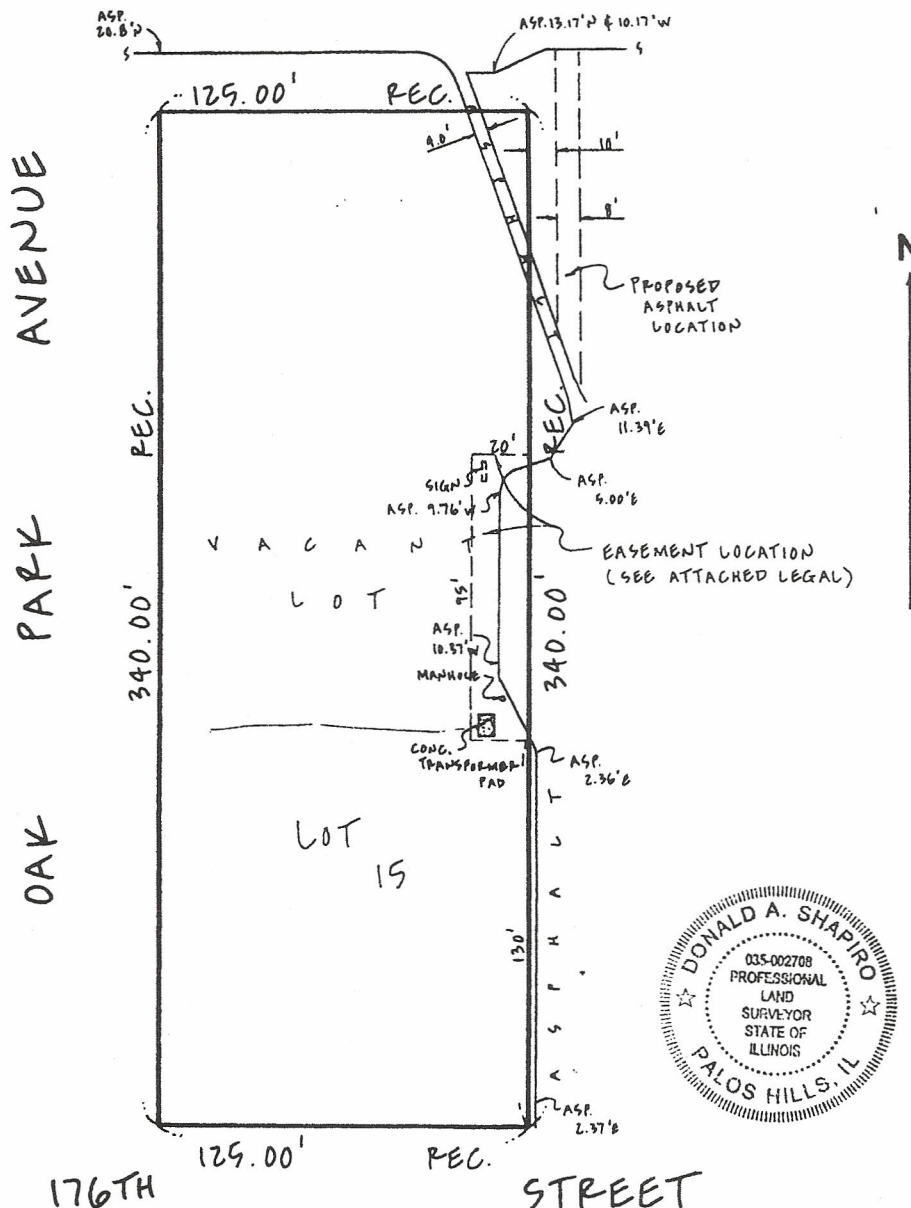 ASP.
20.8'N
ASP. 13.17'N & 10.17'W
S
S
125.00' REC.
9.0'
10'
8'
N
PROPOSED
ASPHALT
LOCATION
OAK PARK AVENUE
REC.
340.00'
REC.
340.00'
ASP.
11.39'E
20'
SIGN
ASP. 9.76'W
ASP.
5.00'E
EASEMENT LOCATION
(SEE ATTACHED LEGAL)
VACANT
LOT
95'
ASP.
10.37'W
MANHOLE
CONC.
TRANSFORMER
PAD
ASP.
2.36'E
LOT
15
130'
ASPHALT
ASP.
2.37'E
125.00' REC.
176TH STREET
DONALD A. SHAPIRO
035-002708
PROFESSIONAL
LAND
SURVEYOR
STATE OF
ILLINOIS
PALOS HILLS, IL